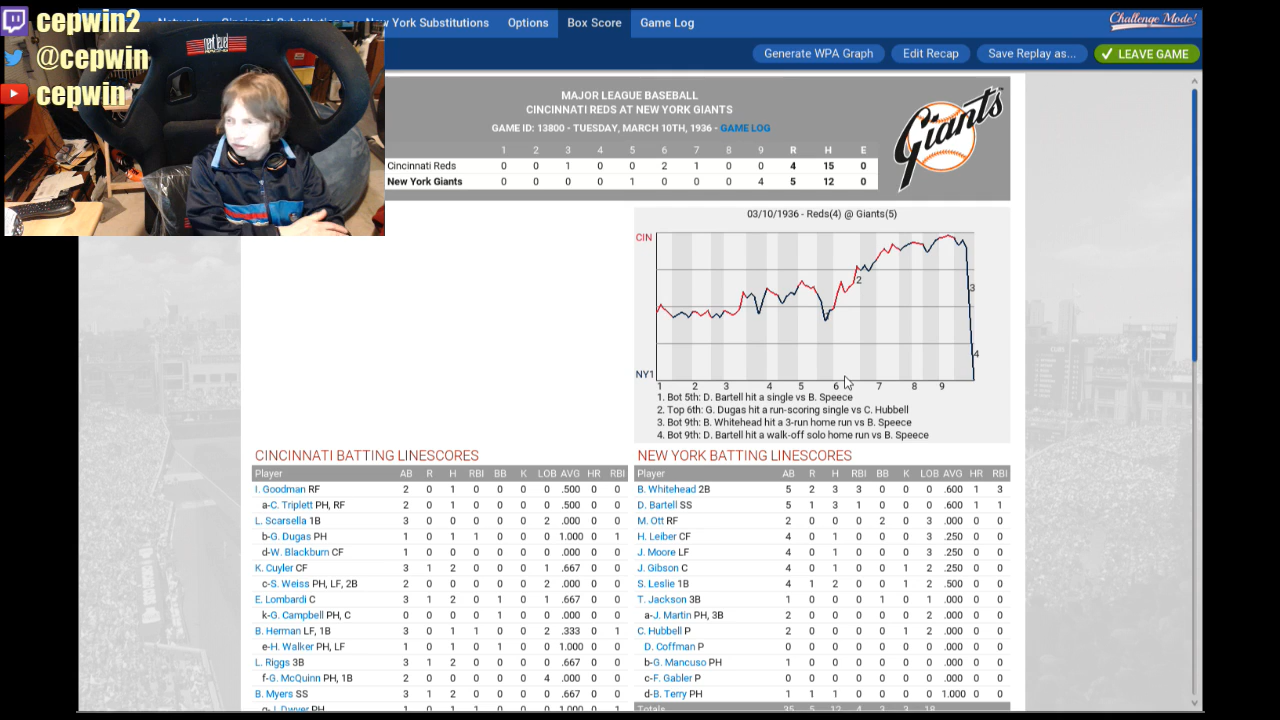 cepwin2
@cepwin
cepwin
New York Substitutions
Options
Box Score
Game Log
Challenge Mode!
Generate WPA Graph
Edit Recap
Save Replay as...
LEAVE GAME
MAJOR LEAGUE BASEBALL
CINCINNATI REDS AT NEW YORK GIANTS
GAME ID: 13800 - TUESDAY, MARCH 10TH, 1936 - GAME LOG
1 2 3 4 5 6 7 8 9 R H E
Cincinnati Reds 0 0 1 0 0 2 1 0 0 4 15 0
New York Giants 0 0 0 0 1 0 0 0 4 5 12 0
Giants
03/10/1936 - Reds(4) @ Giants(5)
CIN
2
3
4
NY1
1 2 3 4 5 6 7 8 9
1. Bot 5th: D. Bartell hit a single vs B. Speece
2. Top 6th: G. Dugas hit a run-scoring single vs C. Hubbell
3. Bot 9th: B. Whitehead hit a 3-run home run vs B. Speece
4. Bot 9th: D. Bartell hit a walk-off solo home run vs B. Speece
CINCINNATI BATTING LINESCORES
Player AB R H RBI BB K LOB AVG HR RBI
I. Goodman RF 2 0 1 0 0 0 0 .500 0 0
a-C. Triplett PH, RF 2 0 1 0 0 0 0 .500 0 0
L. Scarsella 1B 3 0 0 0 0 0 2 .000 0 0
b-G. Dugas PH 1 0 1 1 0 0 0 1.000 0 1
d-W. Blackburn CF 1 0 0 0 0 0 0 .000 0 0
K. Cuyler CF 3 1 2 0 0 0 1 .667 0 0
c-S. Weiss PH, LF, 2B 2 0 0 0 0 0 2 .000 0 0
E. Lombardi C 3 1 2 0 1 0 1 .667 0 0
k-G. Campbell PH, C 0 0 0 0 1 0 0 .000 0 0
B. Herman LF, 1B 3 0 1 1 0 0 2 .333 0 1
e-H. Walker PH, LF 1 0 1 0 1 0 0 1.000 0 0
L. Riggs 3B 3 1 2 0 0 0 0 .667 0 0
f-G. McQuinn PH, 1B 2 0 0 0 0 0 4 .000 0 0
B. Myers SS 3 1 2 0 0 0 0 .667 0 0
g-J. Dwyer PH 1 0 1 1 0 0 0 1.000 0 1
NEW YORK BATTING LINESCORES
Player AB R H RBI BB K LOB AVG HR RBI
B. Whitehead 2B 5 2 3 3 0 0 0 .600 1 3
D. Bartell SS 5 1 3 1 0 0 0 .600 1 1
M. Ott RF 2 0 0 0 2 0 3 .000 0 0
H. Leiber CF 4 0 1 0 0 0 3 .250 0 0
J. Moore LF 4 0 1 0 0 0 3 .250 0 0
J. Gibson C 4 0 1 0 0 1 2 .250 0 0
S. Leslie 1B 4 1 2 0 0 1 2 .500 0 0
T. Jackson 3B 1 0 0 0 1 0 1 .000 0 0
a-J. Martin PH, 3B 2 0 0 0 0 0 2 .000 0 0
C. Hubbell P 2 0 0 0 0 1 2 .000 0 0
D. Coffman P 0 0 0 0 0 0 0 .000 0 0
b-G. Mancuso PH 1 0 0 0 0 0 0 .000 0 0
c-F. Gabler P 0 0 0 0 0 0 0 .000 0 0
d-B. Terry PH 1 1 1 0 0 0 0 1.000 0 0
Totals 35 5 12 4 3 3 18